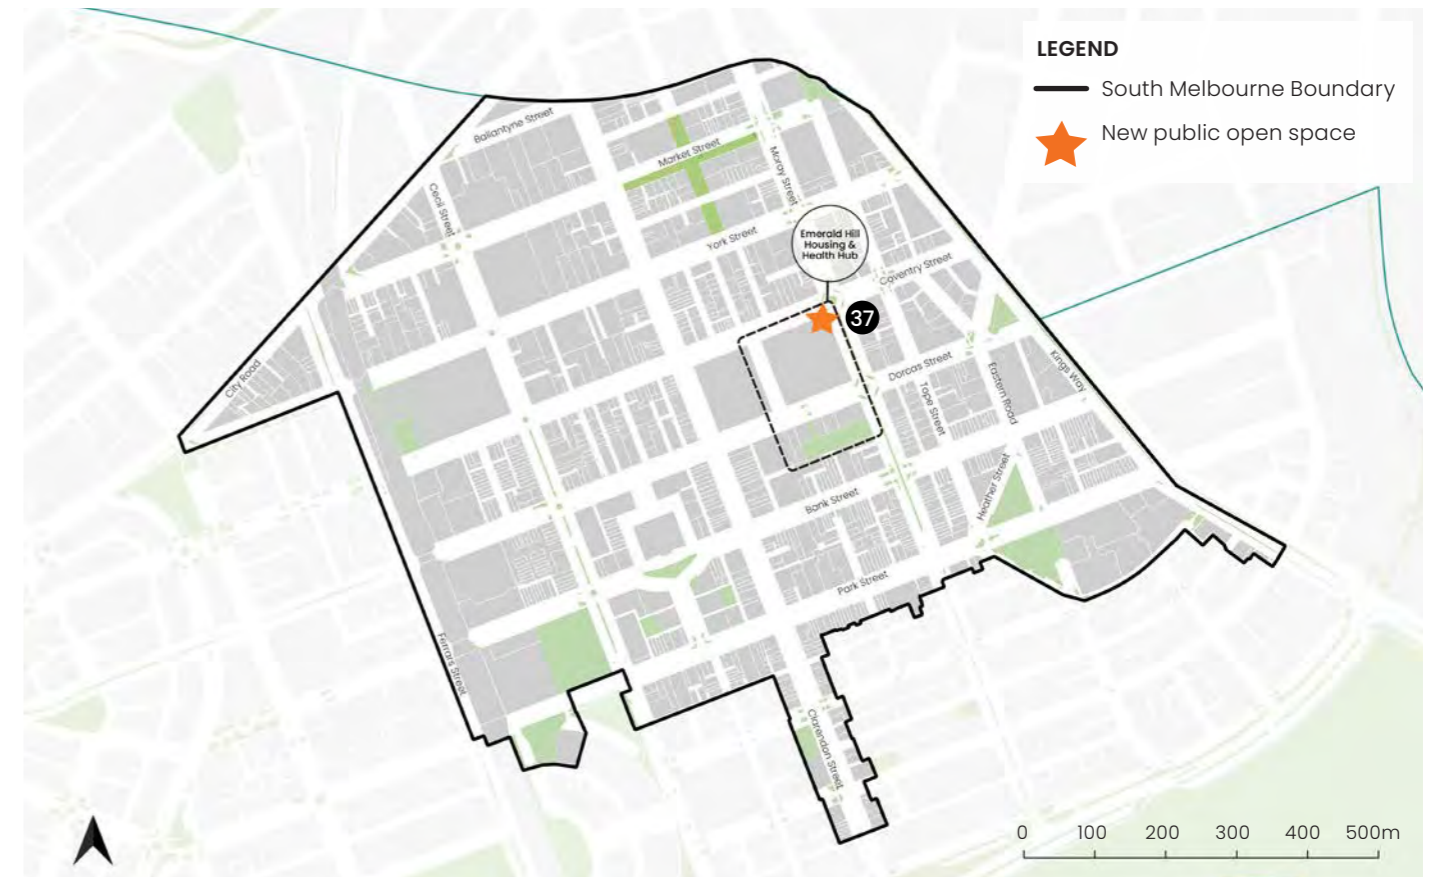 LEGEND
South Melbourne Boundary
New public open space
Ballantyne Street
Market Street
Moray Street
Cecil Street
York Street
Emerald Hill
Housing &
Health Hub
Coventry Street
37
City Road
Dorcas Street
Kings Way
Tope Street
Eastern Road
Heather Street
Bank Street
Park Street
Ferrars Street
Clarendon Street
0 100 200 300 400 500m